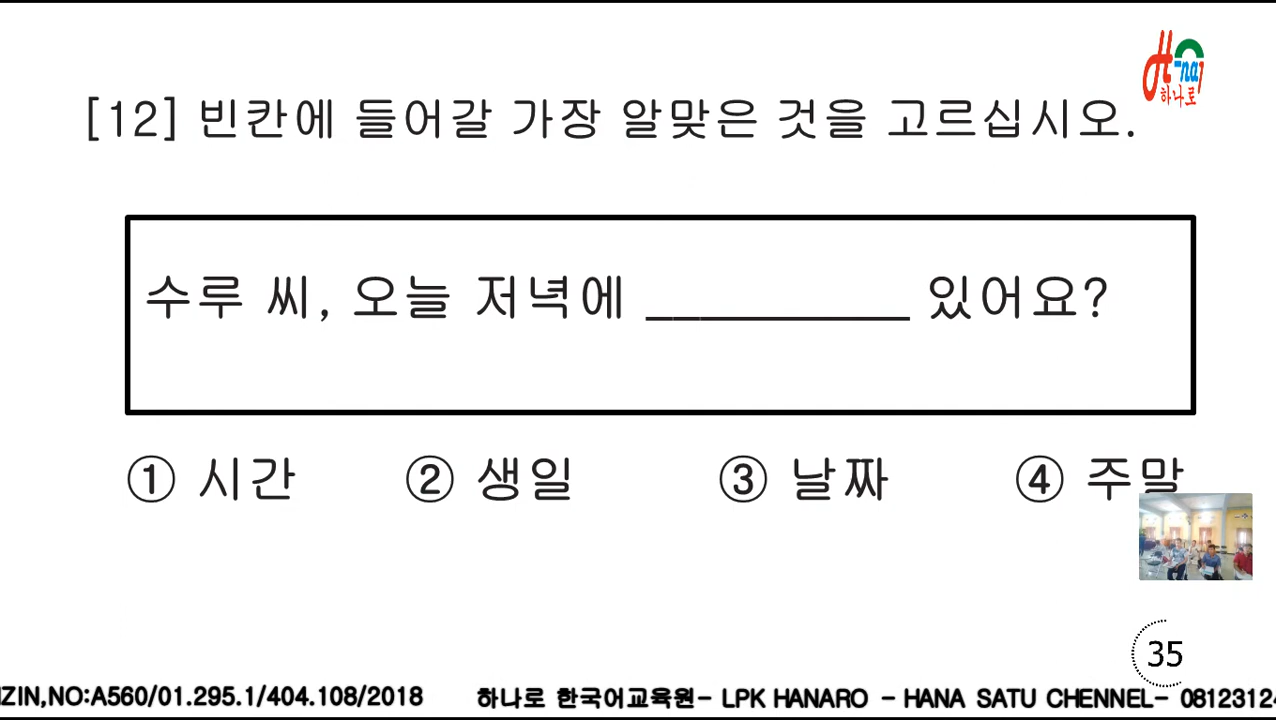 하나로
[12] 빈칸에 들어갈 가장 알맞은 것을 고르십시오.
수루 씨, 오늘 저녁에 __________ 있어요?
① 시간 ② 생일 ③ 날짜 ④ 주말
35
IZIN,NO:A560/01.295.1/404.108/2018 하나로 한국어교육원- LPK HANARO - HANA SATU CHENNEL- 0812312